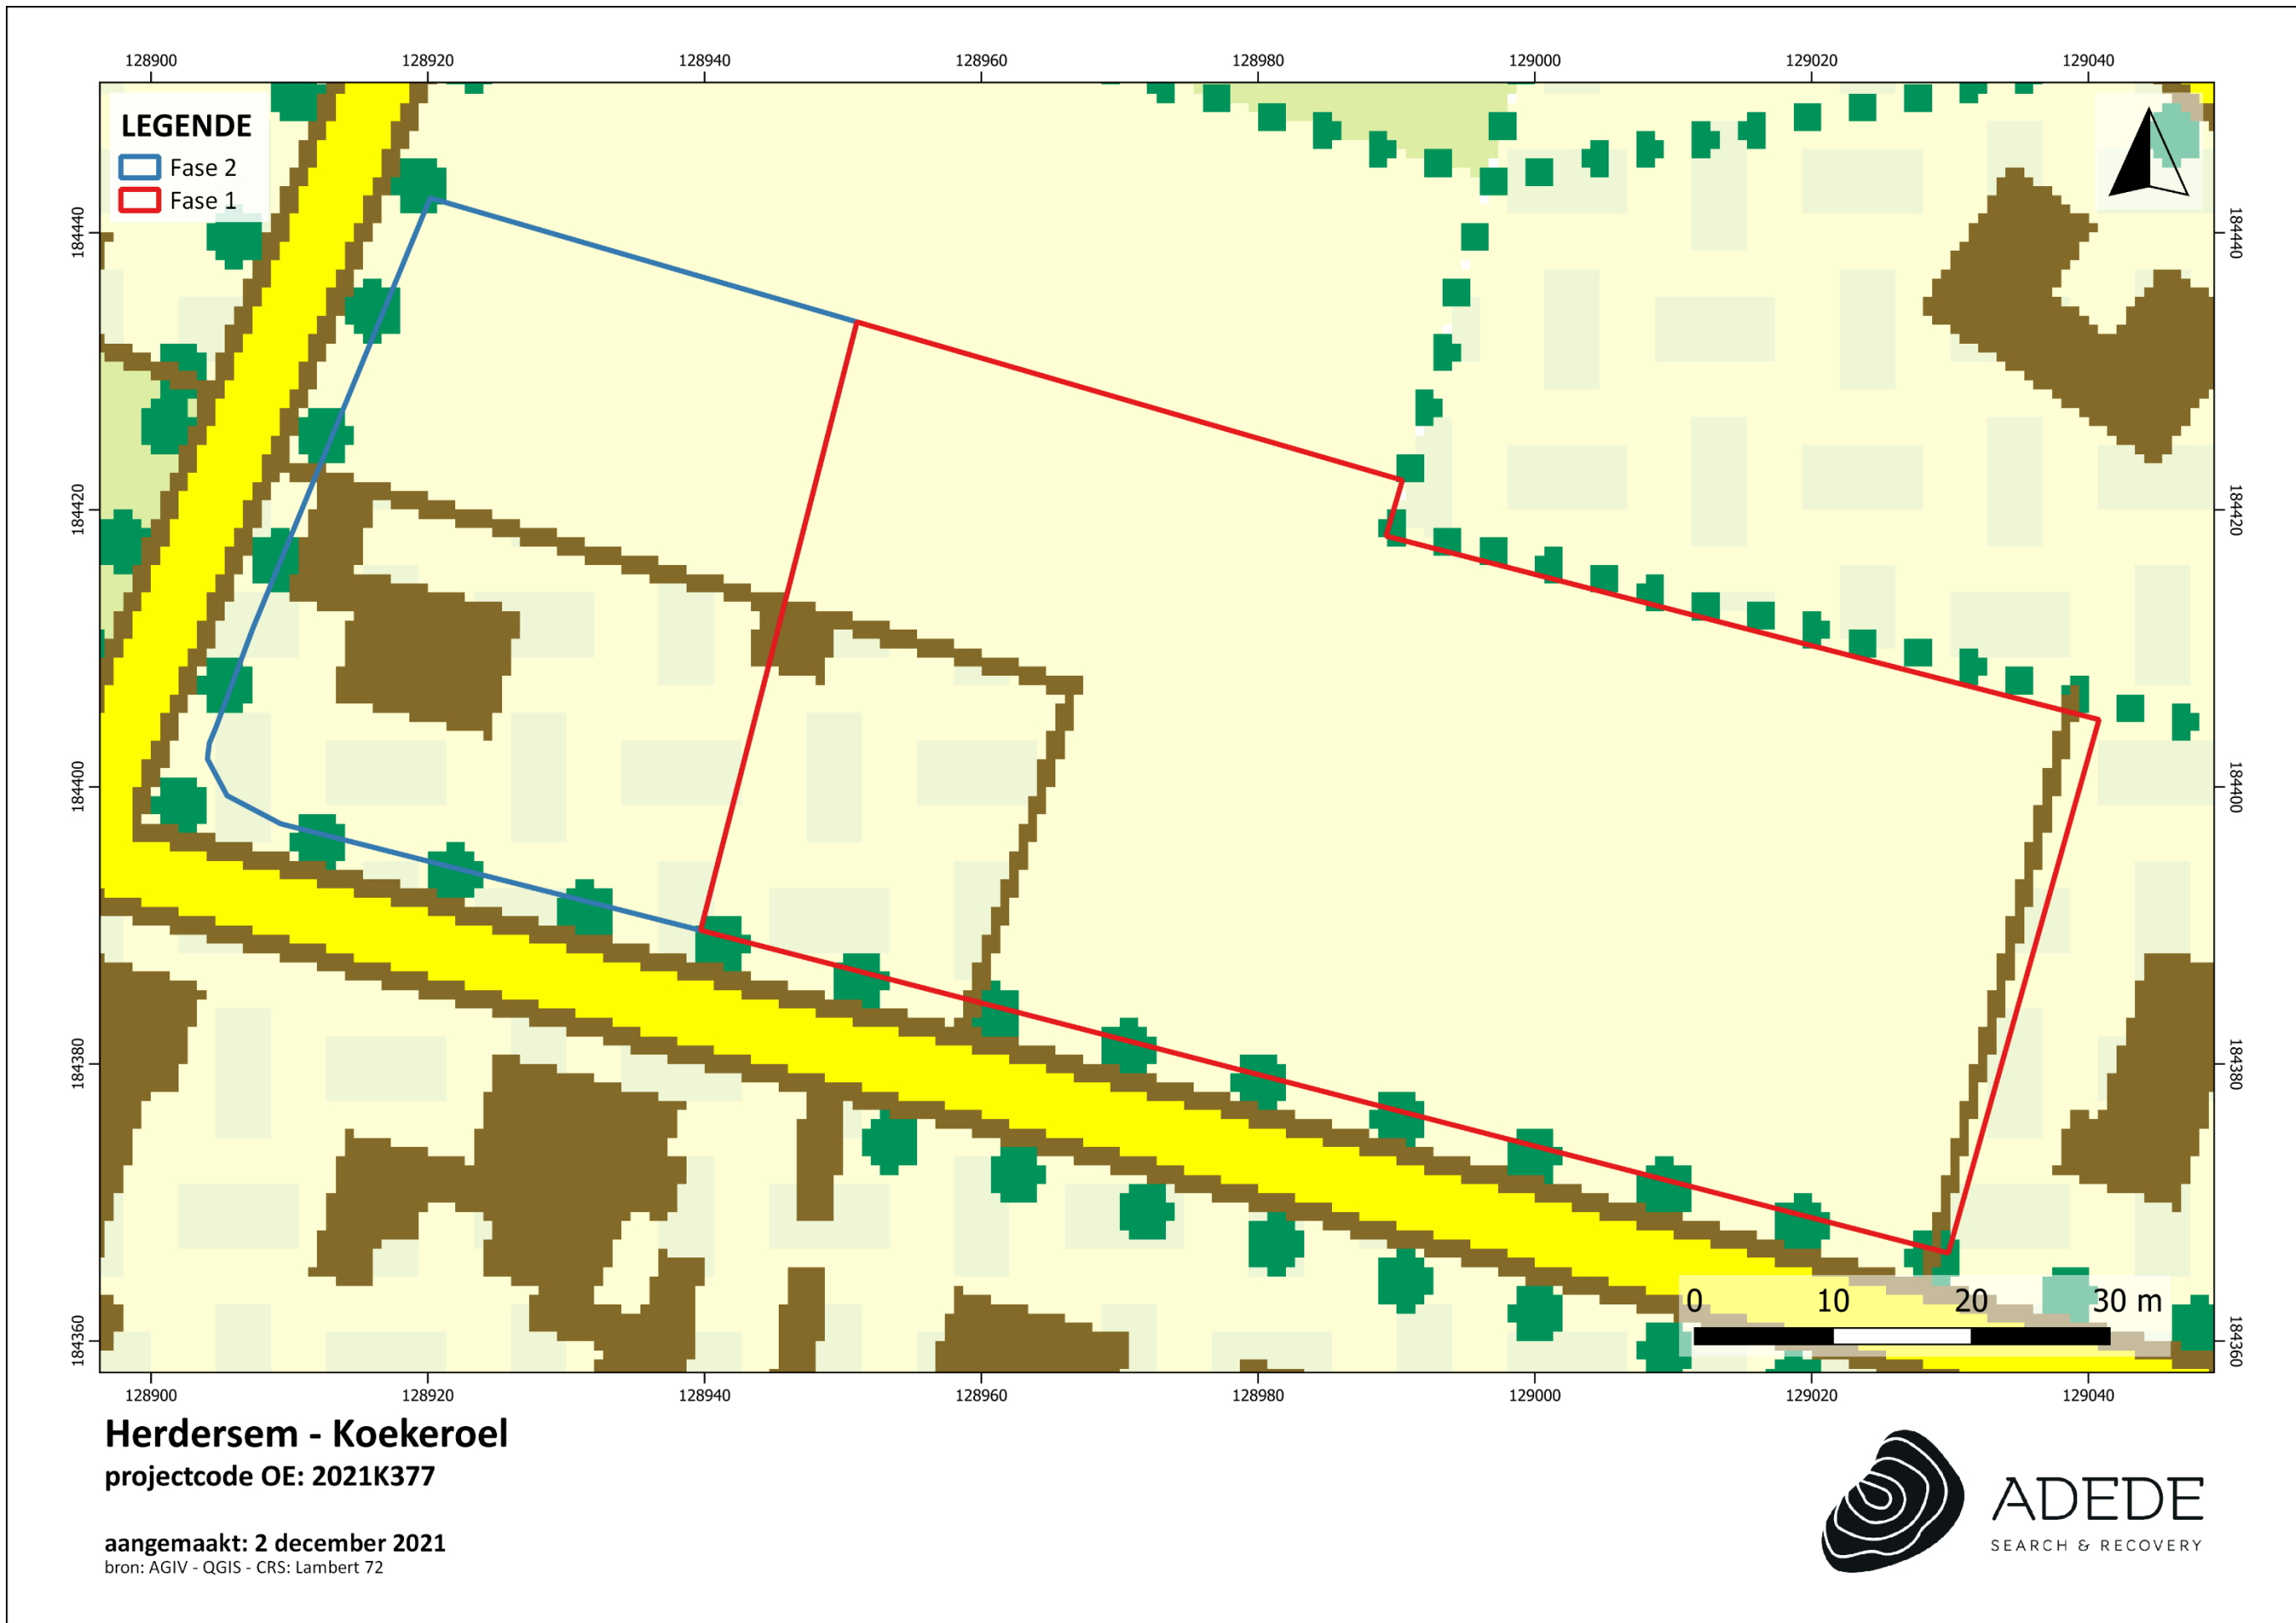 128900 128920 128940 128960 128980 129000 129020 129040
LEGENDE
Fase 2
Fase 1
184440 184440
184420 184420
184400 184400
184380 184380
184360 184360
0 10 20 30 m
128900 128920 128940 128960 128980 129000 129020 129040
Herdersem - Koekeroel
projectcode OE: 2021K377
aangemaakt: 2 december 2021
bron: AGIV - QGIS - CRS: Lambert 72
ADEDE
SEARCH & RECOVERY